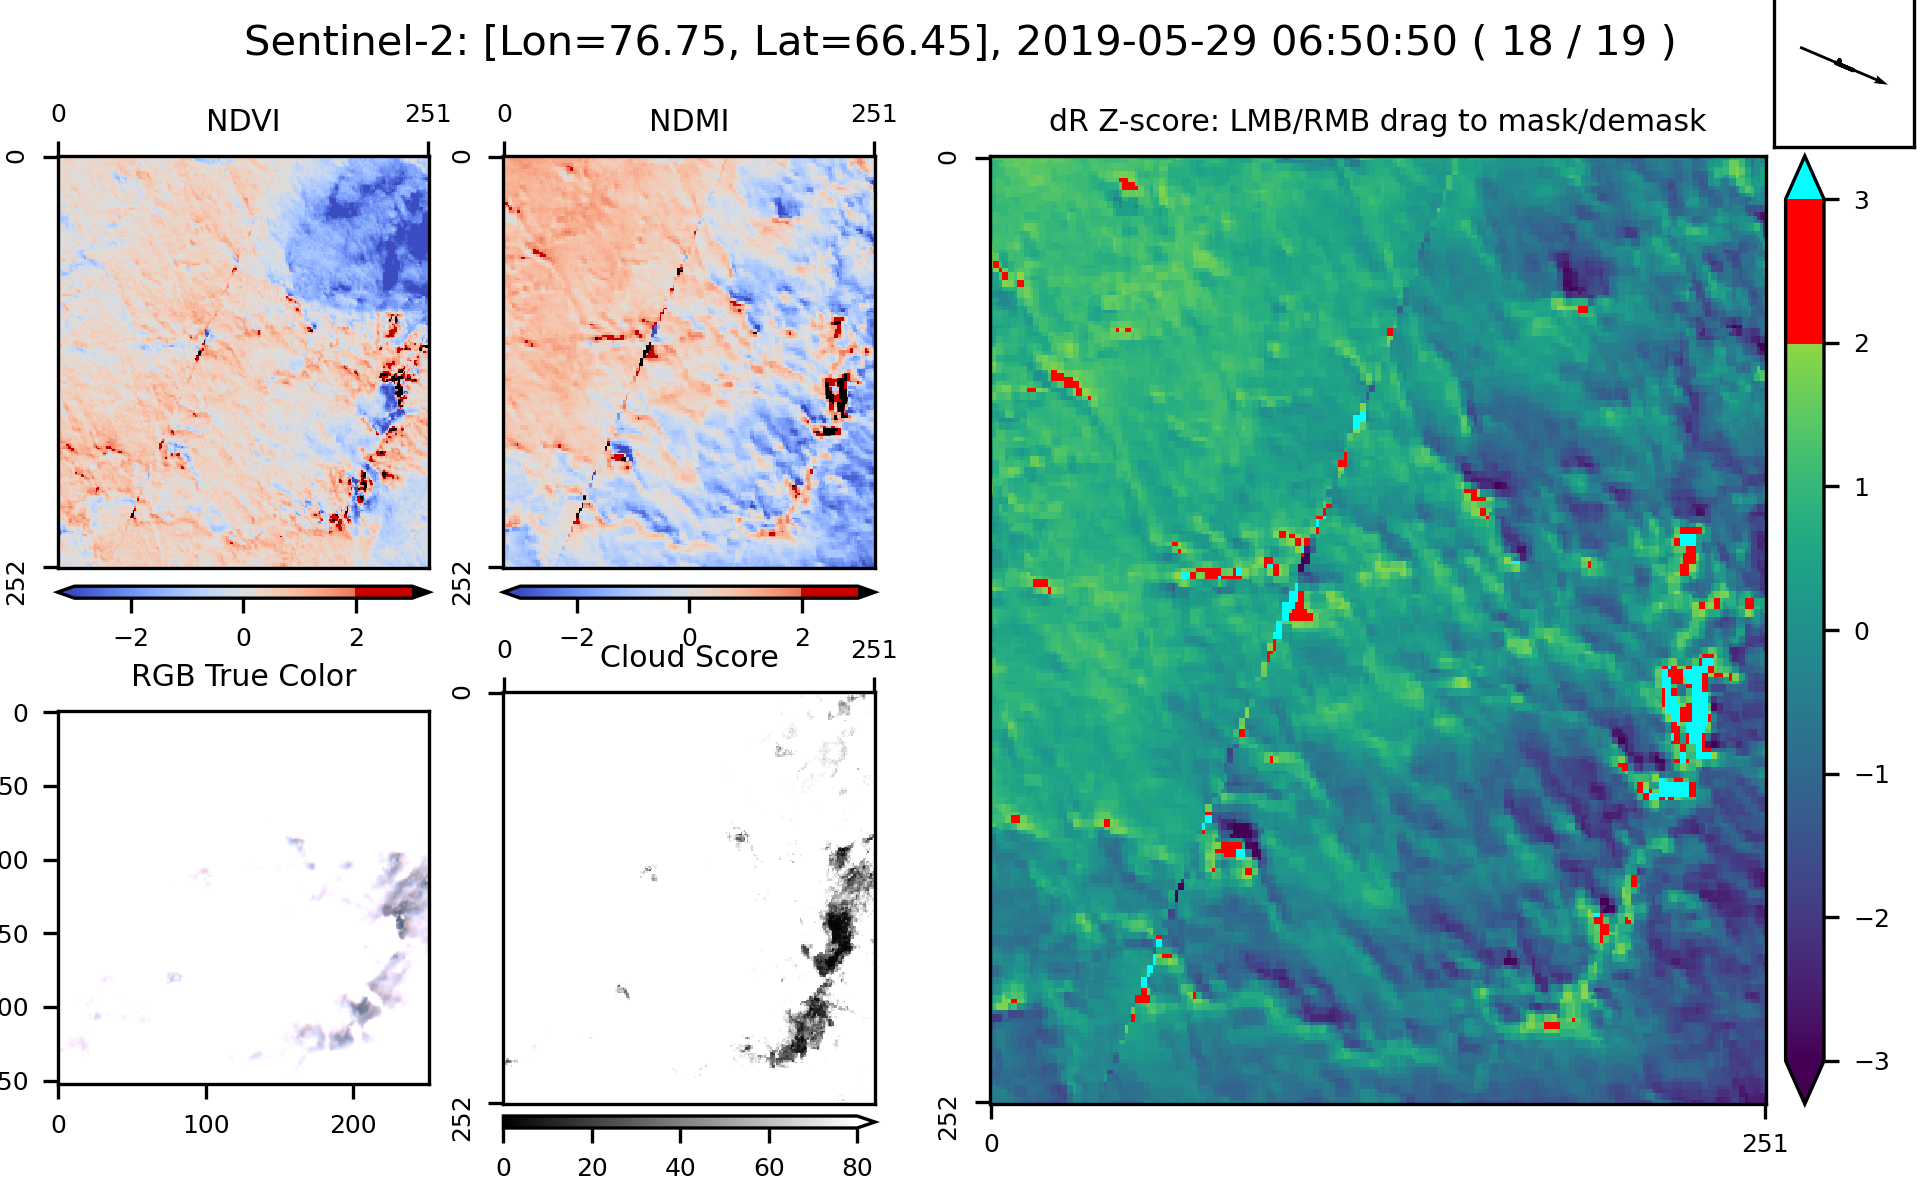 Sentinel-2: [Lon=76.75, Lat=66.45], 2019-05-29 06:50:50 ( 18 / 19 )
0 NDVI 251
0 NDMI 251
dR Z-score: LMB/RMB drag to mask/demask
0
0
0
3
2
1
0
−1
−2
−3
252
252
−2 0 2
−2 0 2
RGB True Color
0 Cloud Score 251
0
50
00
50
00
50
0 100 200
0
252
0 20 40 60 80
252
0 251